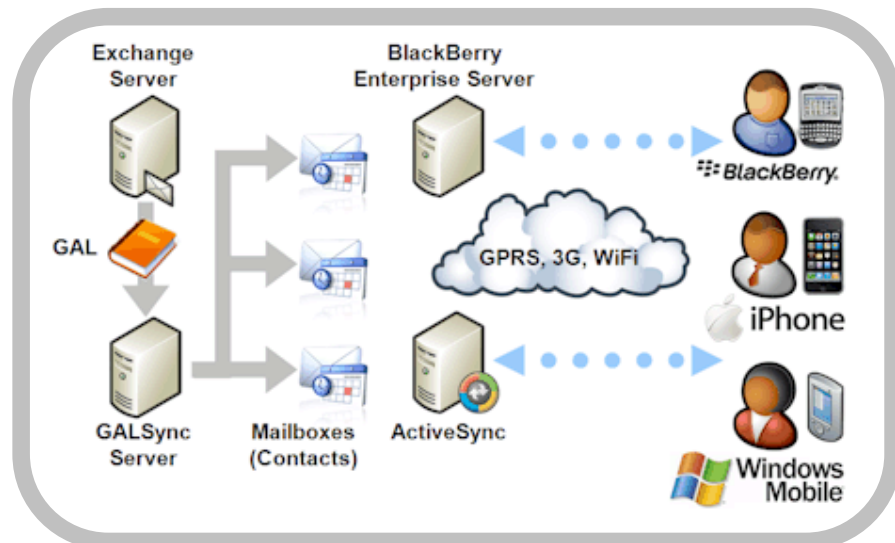 Exchange
Server
BlackBerry
Enterprise Server
BlackBerry.
GAL
GPRS, 3G, WiFi
iPhone
GALSync
Server
Mailboxes
(Contacts)
ActiveSync
Windows
Mobile